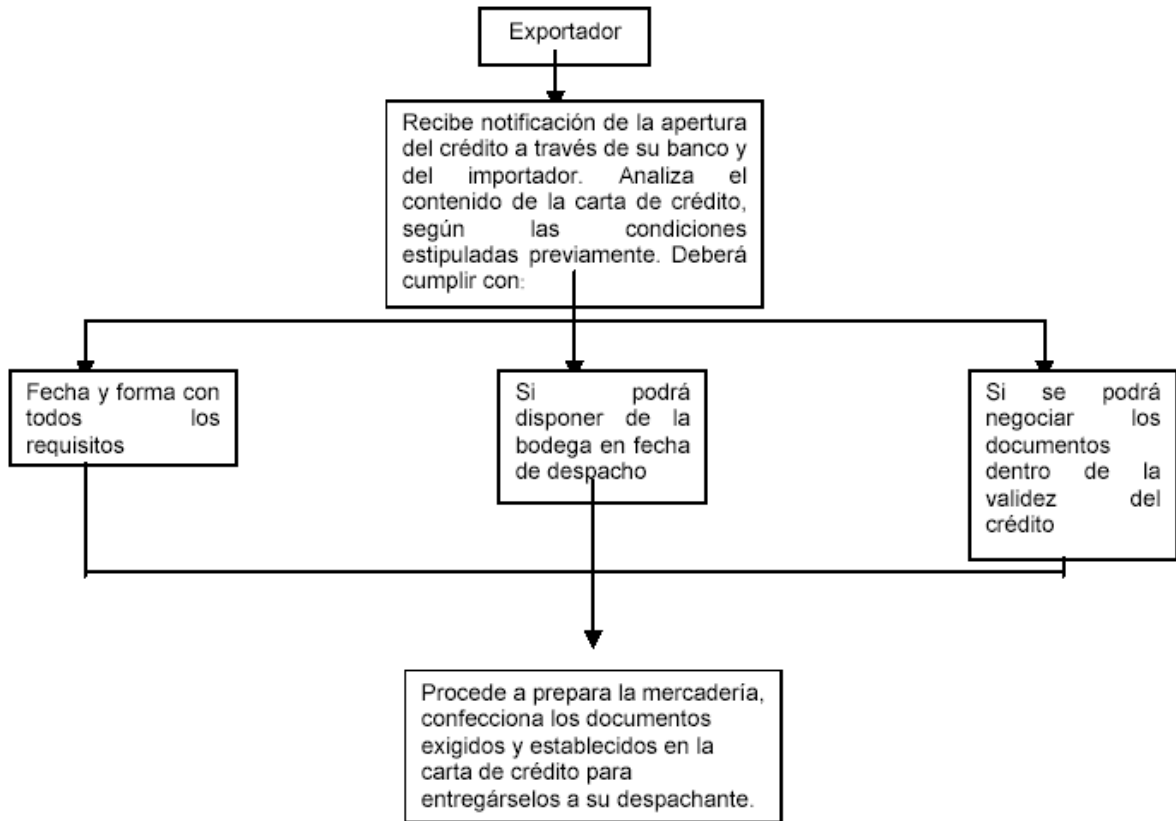 Exportador
Recibe notificación de la apertura
del crédito a través de su banco y
del importador. Analiza el
contenido de la carta de crédito,
según las condiciones
estipuladas previamente. Deberá
cumplir con:
Fecha y forma con
todos los
requisitos
Si podrá
disponer de la
bodega en fecha
de despacho
Si se podrá
negociar los
documentos
dentro de la
validez del
crédito
Procede a prepara la mercadería,
confecciona los documentos
exigidos y establecidos en la
carta de crédito para
entregárselos a su despachante.